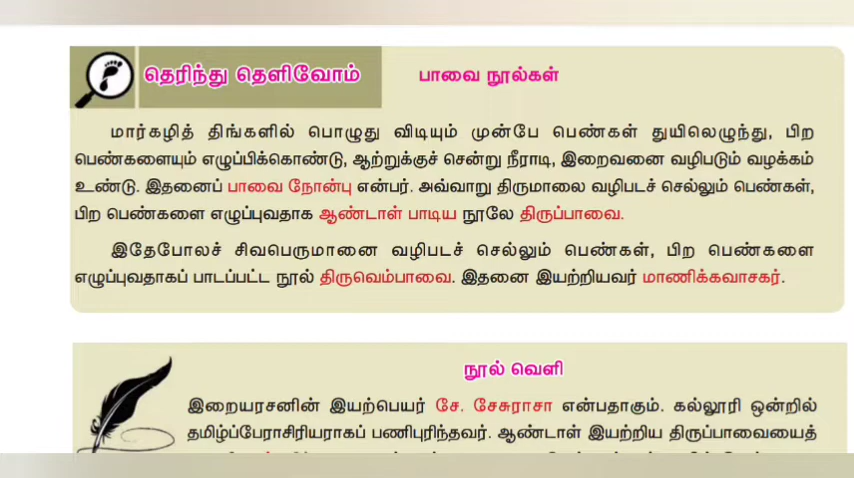 தெரிந்து தெளிவோம்
பாவை நூல்கள்
மார்கழித் திங்களில் பொழுது விடியும் முன்பே பெண்கள் துயிலெழுந்து, பிற
பெண்களையும் எழுப்பிக்கொண்டு, ஆற்றுக்குச் சென்று நீராடி, இறைவனை வழிபடும் வழக்கம்
உண்டு. இதனைப் பாவை நோன்பு என்பர். அவ்வாறு திருமாலை வழிபடச் செல்லும் பெண்கள்,
பிற பெண்களை எழுப்புவதாக ஆண்டாள் பாடிய நூலே திருப்பாவை.
இதேபோலச் சிவபெருமானை வழிபடச் செல்லும் பெண்கள், பிற பெண்களை
எழுப்புவதாகப் பாடப்பட்ட நூல் திருவெம்பாவை. இதனை இயற்றியவர் மாணிக்கவாசகர்.
நூல் வெளி
இறையரசனின் இயற்பெயர் சே. சேசுராசா என்பதாகும். கல்லூரி ஒன்றில்
தமிழ்ப்பேராசிரியராகப் பணிபுரிந்தவர். ஆண்டாள் இயற்றிய திருப்பாவையைத்